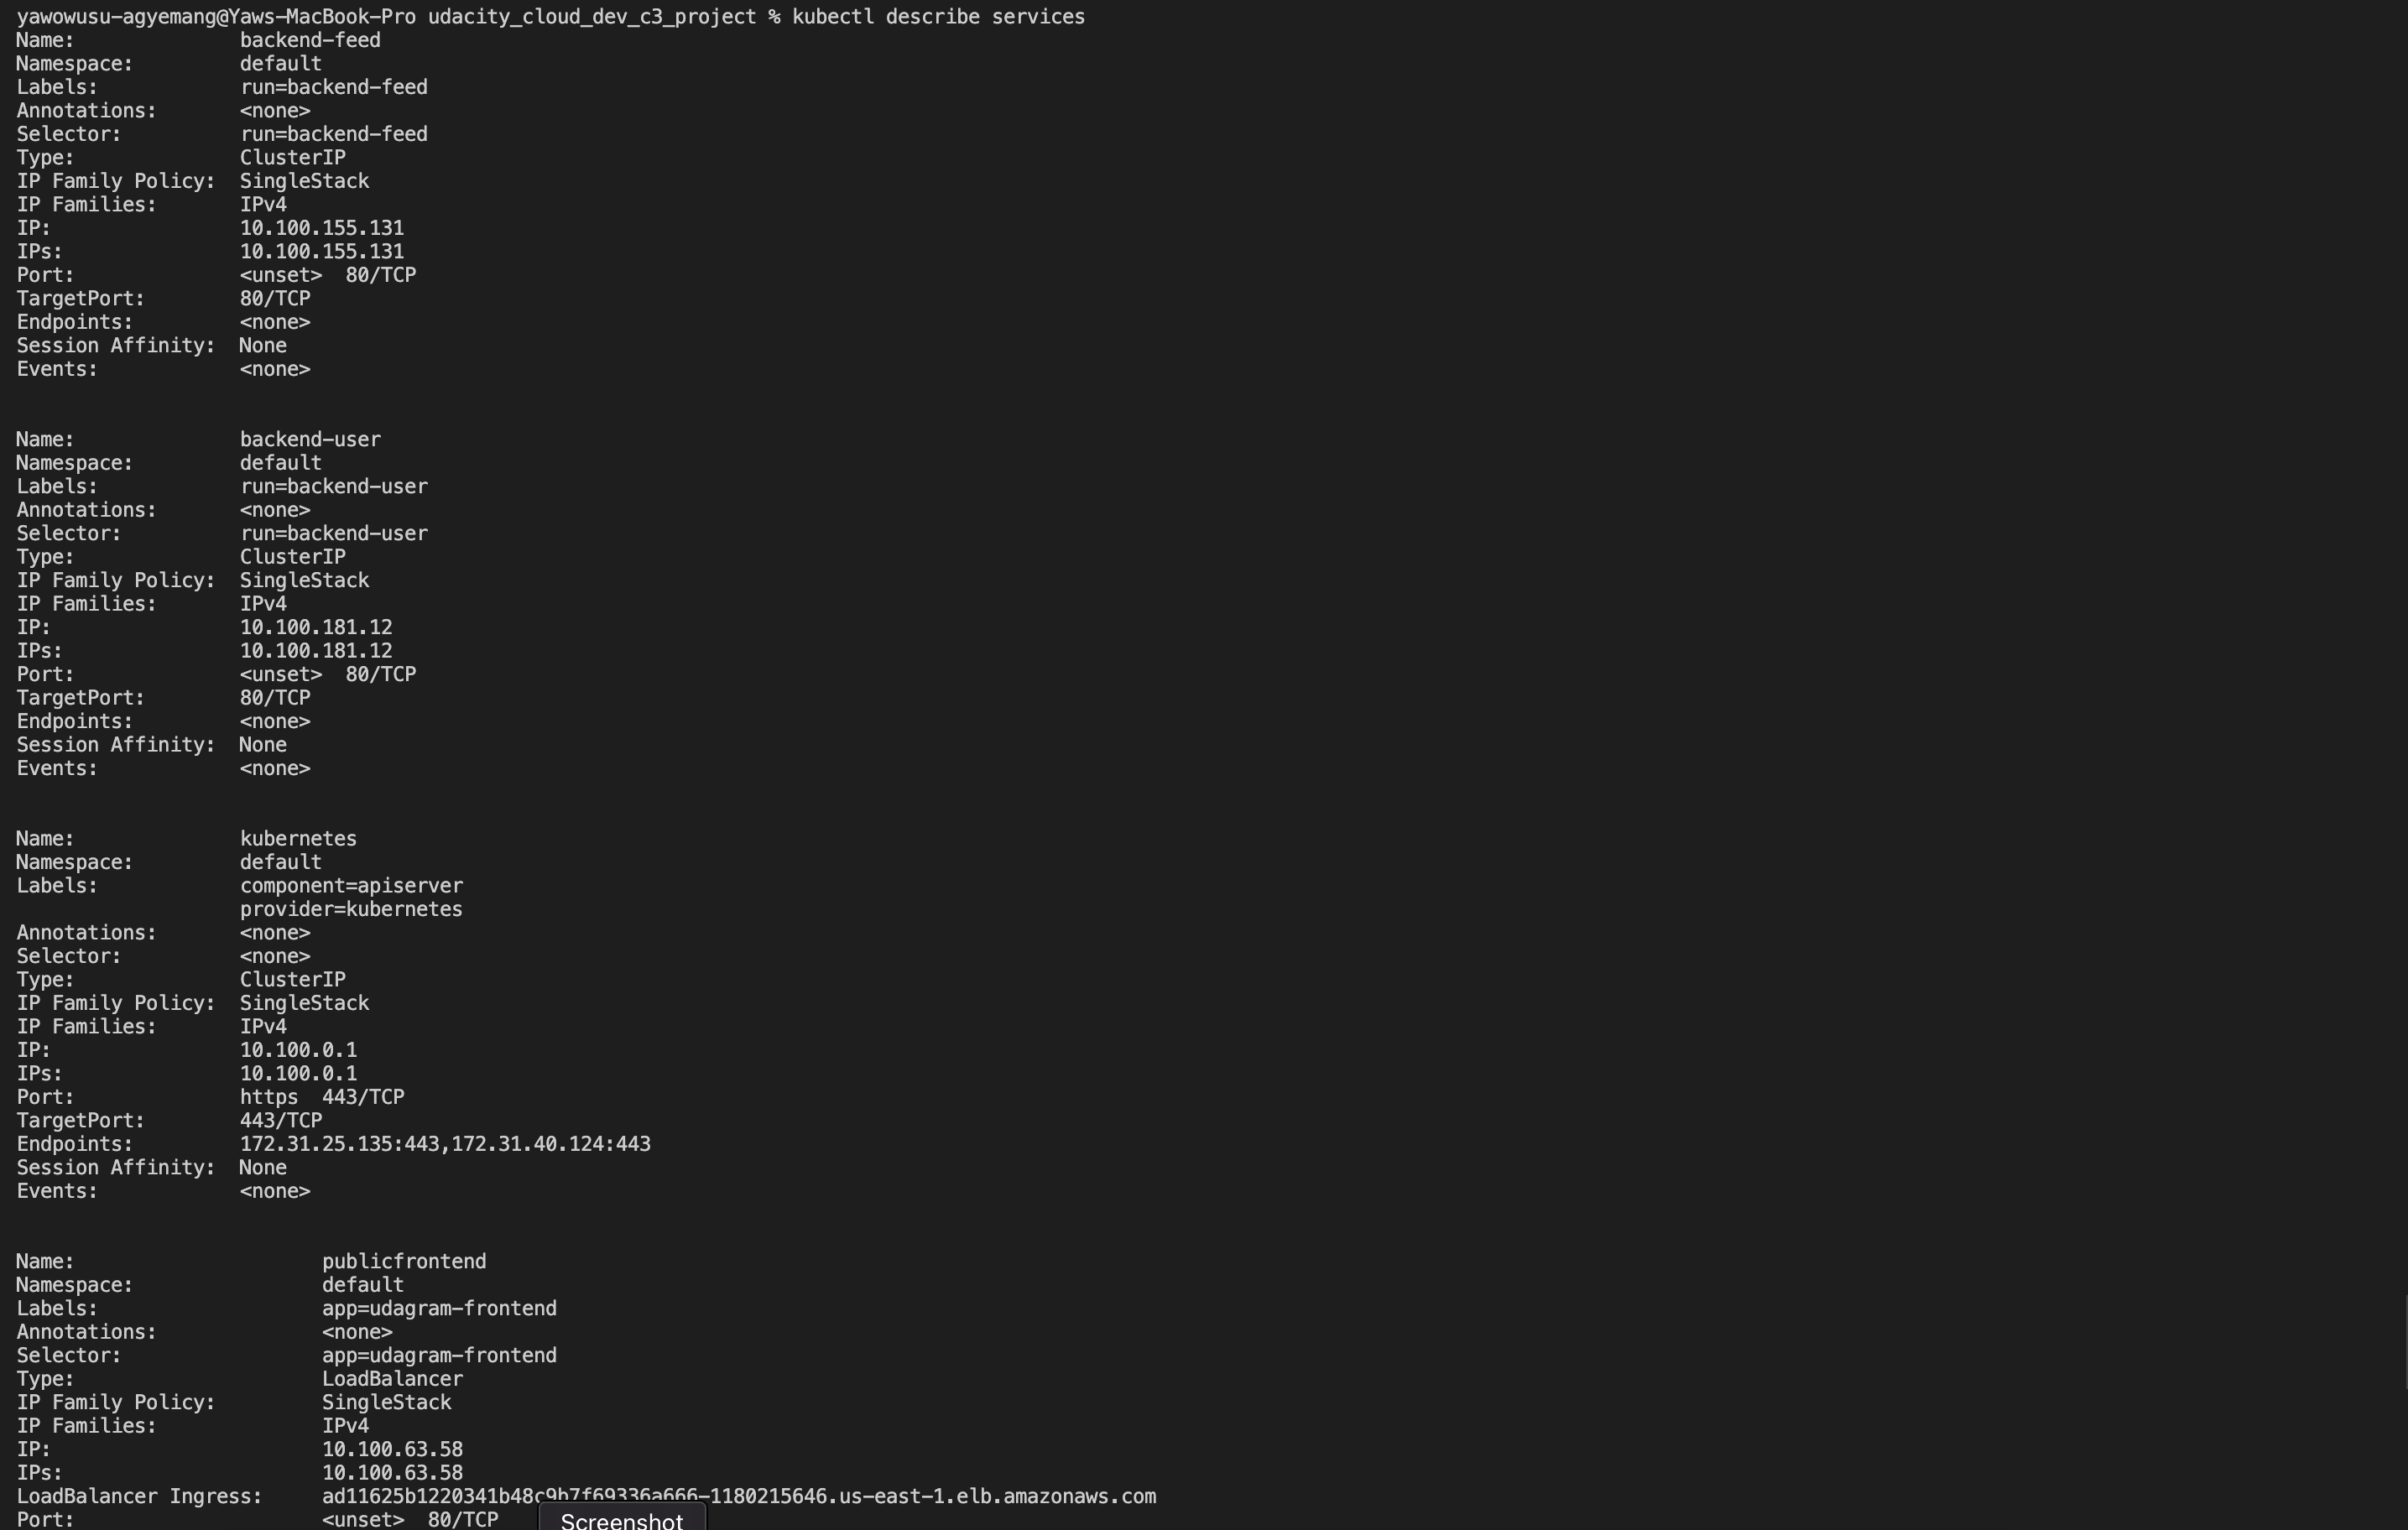 yawowusu-agyemang@Yaws-MacBook-Pro udacity_cloud_dev_c3_project % kubectl describe services
Name:              backend-feed
Namespace:         default
Labels:            run=backend-feed
Annotations:       <none>
Selector:          run=backend-feed
Type:              ClusterIP
IP Family Policy:  SingleStack
IP Families:       IPv4
IP:                10.100.155.131
IPs:               10.100.155.131
Port:              <unset>  80/TCP
TargetPort:        80/TCP
Endpoints:         <none>
Session Affinity:  None
Events:            <none>
Name:              backend-user
Namespace:         default
Labels:            run=backend-user
Annotations:       <none>
Selector:          run=backend-user
Type:              ClusterIP
IP Family Policy:  SingleStack
IP Families:       IPv4
IP:                10.100.181.12
IPs:               10.100.181.12
Port:              <unset>  80/TCP
TargetPort:        80/TCP
Endpoints:         <none>
Session Affinity:  None
Events:            <none>
Name:              kubernetes
Namespace:         default
Labels:            component=apiserver
                   provider=kubernetes
Annotations:       <none>
Selector:          <none>
Type:              ClusterIP
IP Family Policy:  SingleStack
IP Families:       IPv4
IP:                10.100.0.1
IPs:               10.100.0.1
Port:              https  443/TCP
TargetPort:        443/TCP
Endpoints:         172.31.25.135:443,172.31.40.124:443
Session Affinity:  None
Events:            <none>
Name:                     publicfrontend
Namespace:                default
Labels:                   app=udagram-frontend
Annotations:              <none>
Selector:                 app=udagram-frontend
Type:                     LoadBalancer
IP Family Policy:         SingleStack
IP Families:              IPv4
IP:                       10.100.63.58
IPs:                      10.100.63.58
LoadBalancer Ingress:     ad11625b1220341b48c9b7f69336a666-1180215646.us-east-1.elb.amazonaws.com
Port:                     <unset>  80/TCP
Screenshot